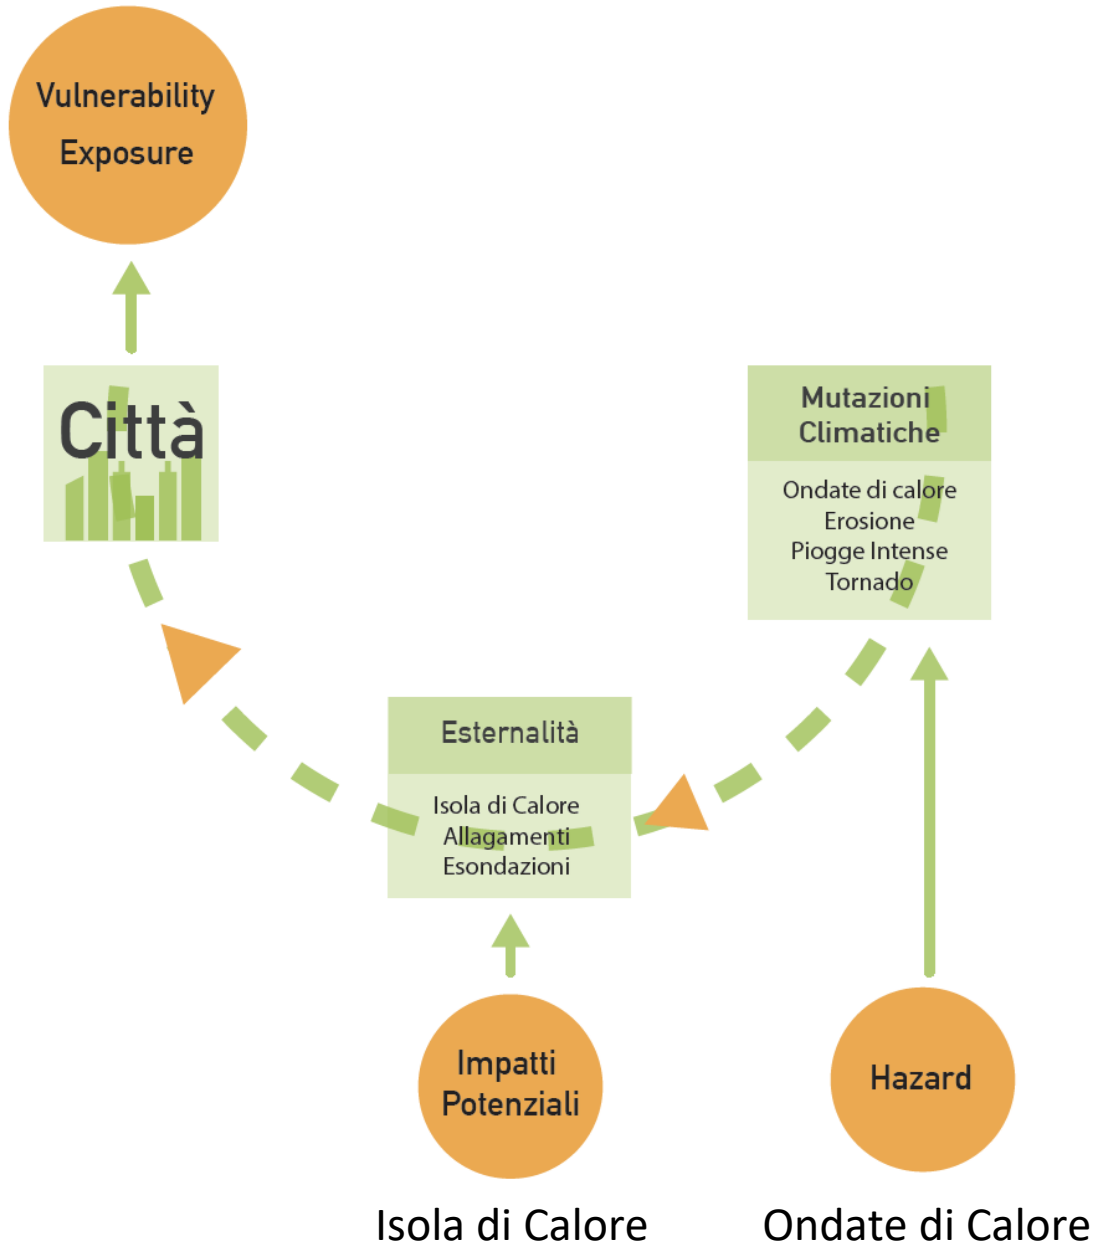 Vulnerability
Exposure
Città
Mutazioni
Climatiche
Ondate di calore
Erosione
Piogge Intense
Tornado
Esternalità
Isola di Calore
Allagamenti
Esondazioni
Impatti
Potenziali
Hazard
Isola di Calore
Ondate di Calore